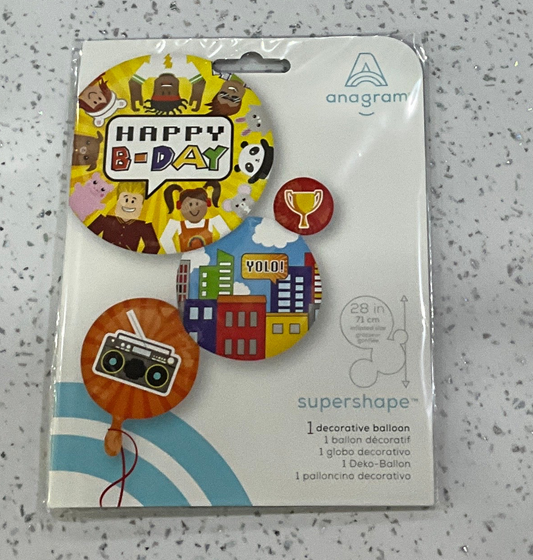 anagram
HAPPY
B-DAY
YOLO!
28 in
71 cm
supershape™
1 decorative balloon
1 ballon décoratif
1 globo decorativo
1 Deko-Ballon
1 palloncino decorativo